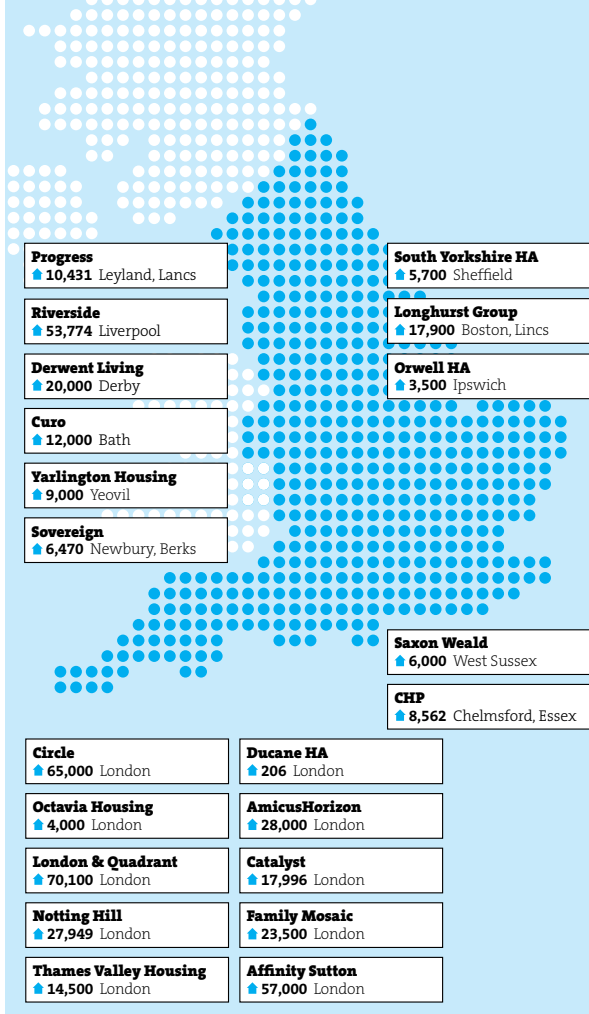 Progress
10,431 Leyland, Lancs
Riverside
53,774 Liverpool
Derwent Living
20,000 Derby
Curo
12,000 Bath
Yarlington Housing
9,000 Yeovil
Sovereign
6,470 Newbury, Berks
South Yorkshire HA
5,700 Sheffield
Longhurst Group
17,900 Boston, Lincs
Orwell HA
3,500 Ipswich
Saxon Weald
6,000 West Sussex
CHP
8,562 Chelmsford, Essex
Circle
65,000 London
Octavia Housing
4,000 London
London & Quadrant
70,100 London
Notting Hill
27,949 London
Thames Valley Housing
14,500 London
Ducane HA
206 London
AmicusHorizon
28,000 London
Catalyst
17,996 London
Family Mosaic
23,500 London
Affinity Sutton
57,000 London